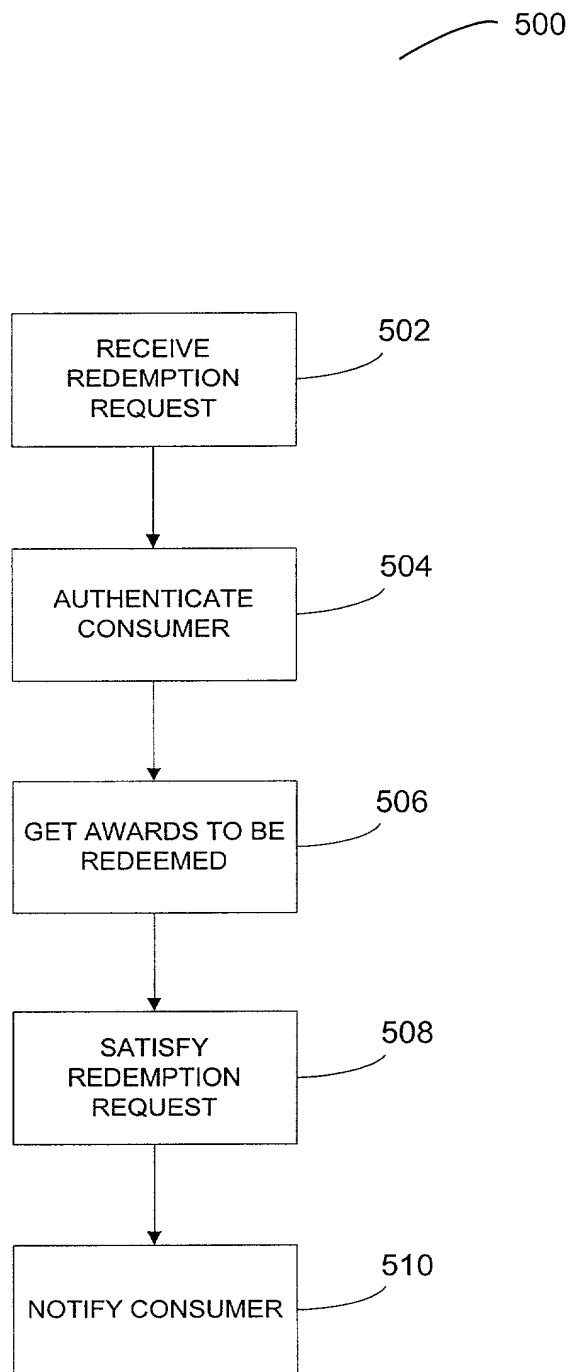 500
RECEIVE
REDEMPTION
REQUEST
502
AUTHENTICATE
CONSUMER
504
GET AWARDS TO BE
REDEEMED
506
SATISFY
REDEMPTION
REQUEST
508
NOTIFY CONSUMER
510